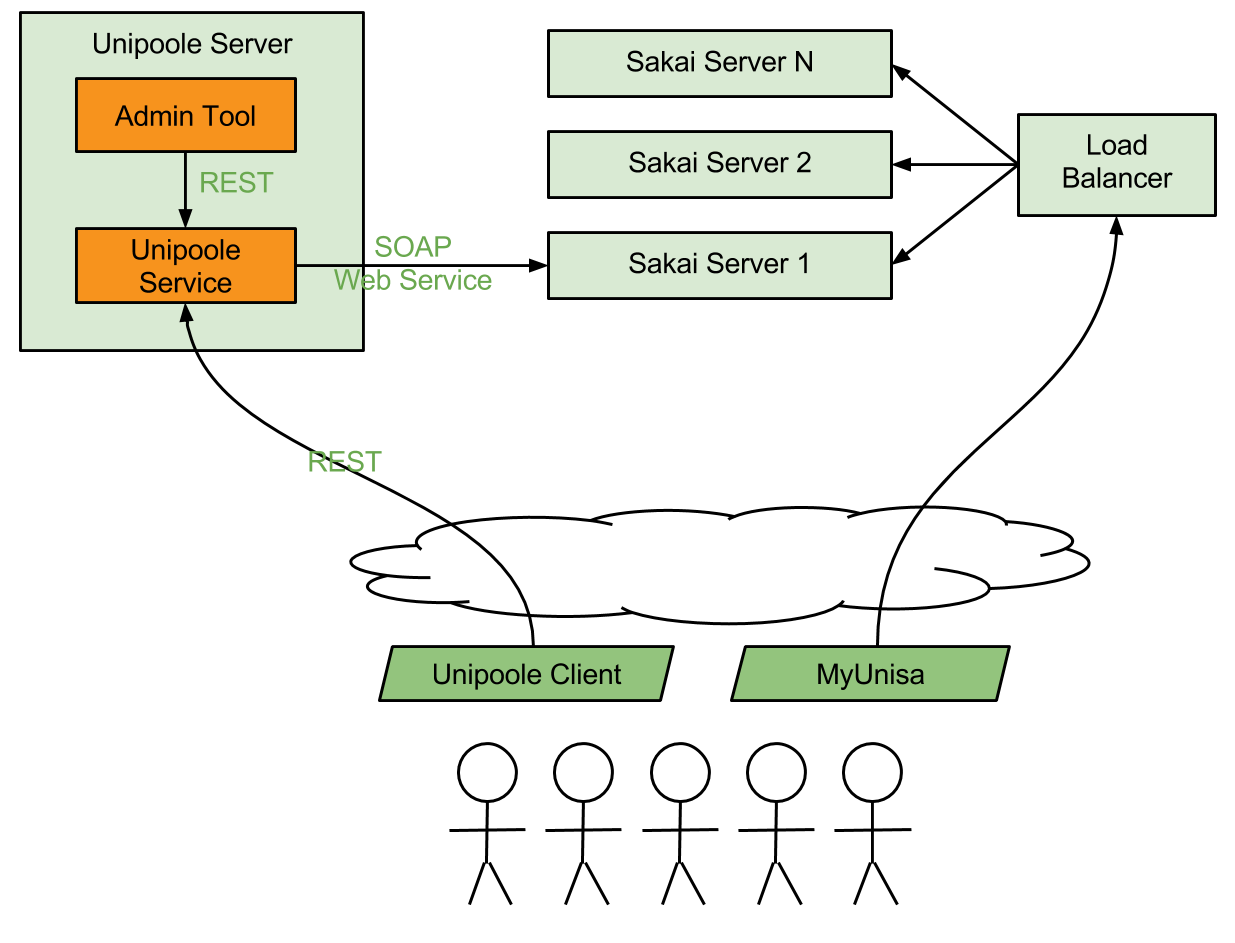 Unipoole Server
Admin Tool
REST
Unipoole
Service
SOAP
Web Service
Sakai Server N
Sakai Server 2
Sakai Server 1
Load
Balancer
REST
Unipoole Client
MyUnisa